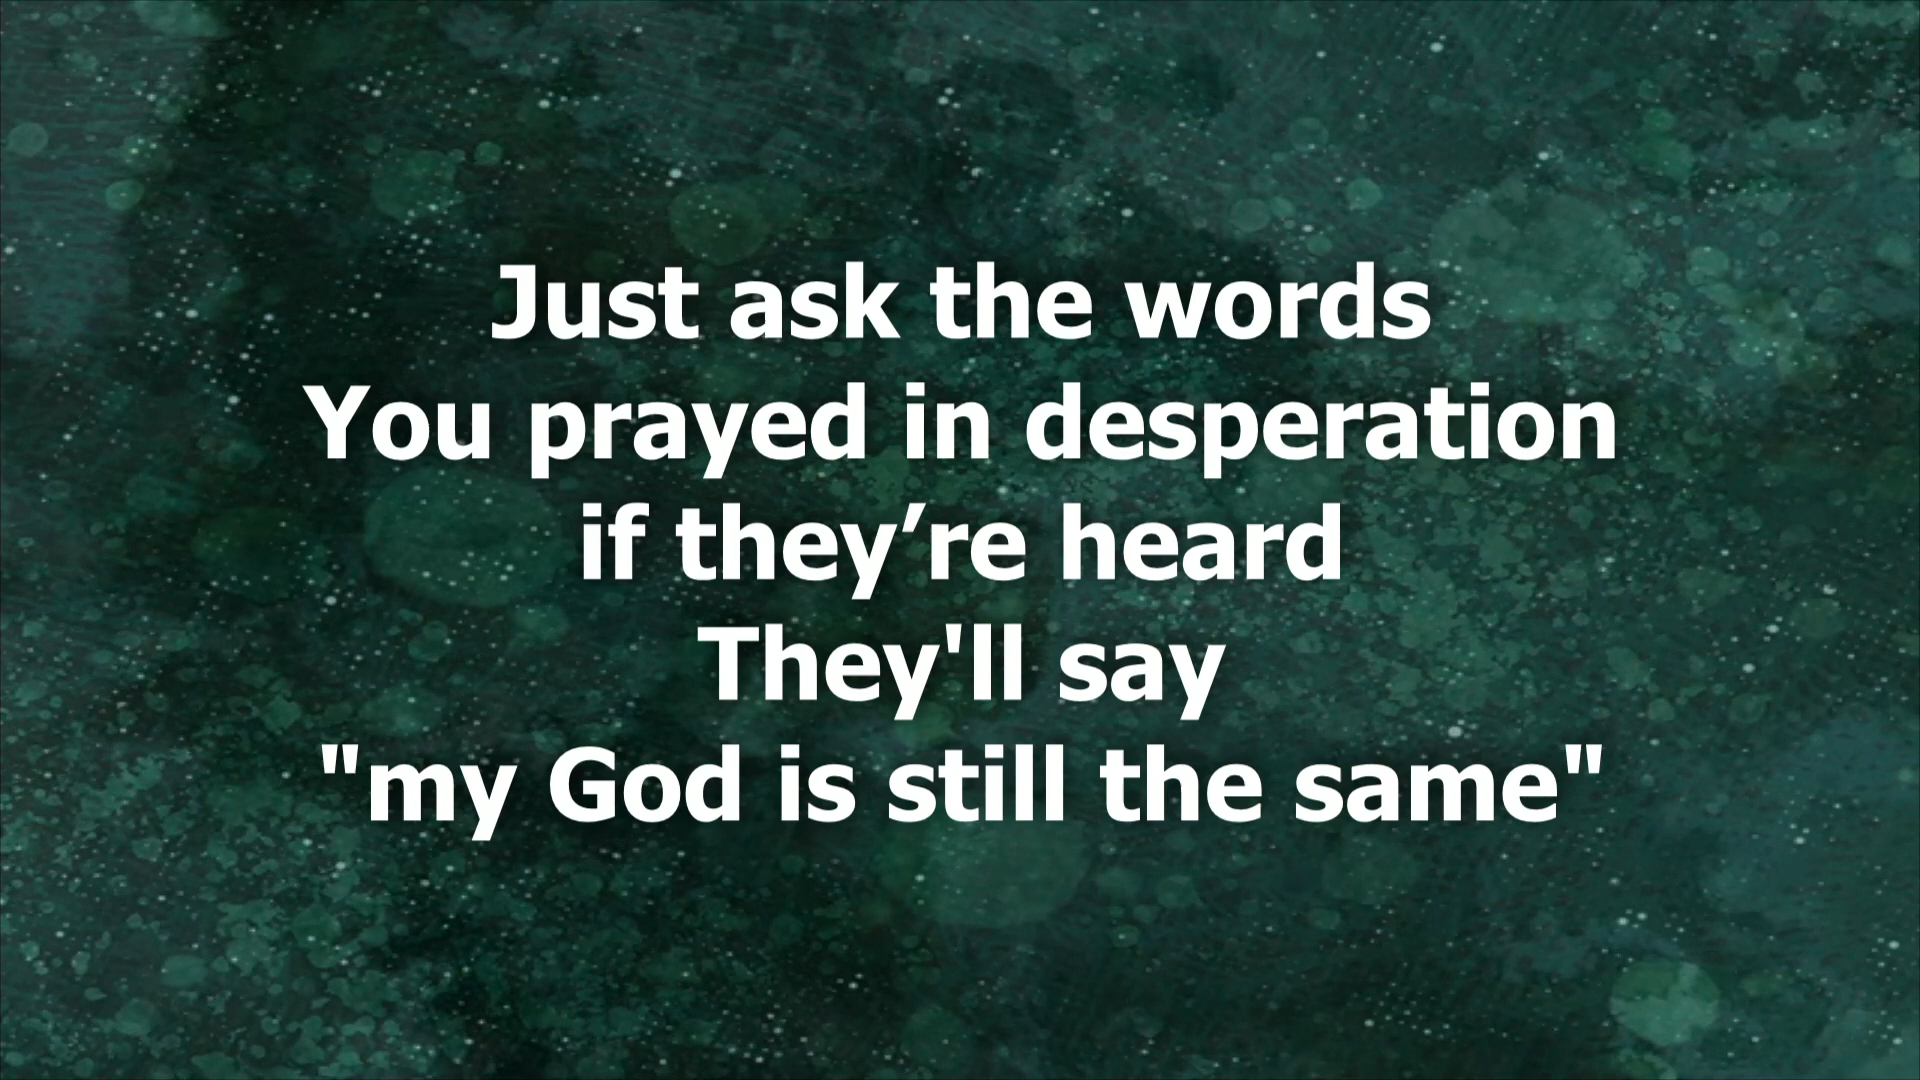 Just ask the words
You prayed in desperation
if they’re heard
They'll say
"my God is still the same"